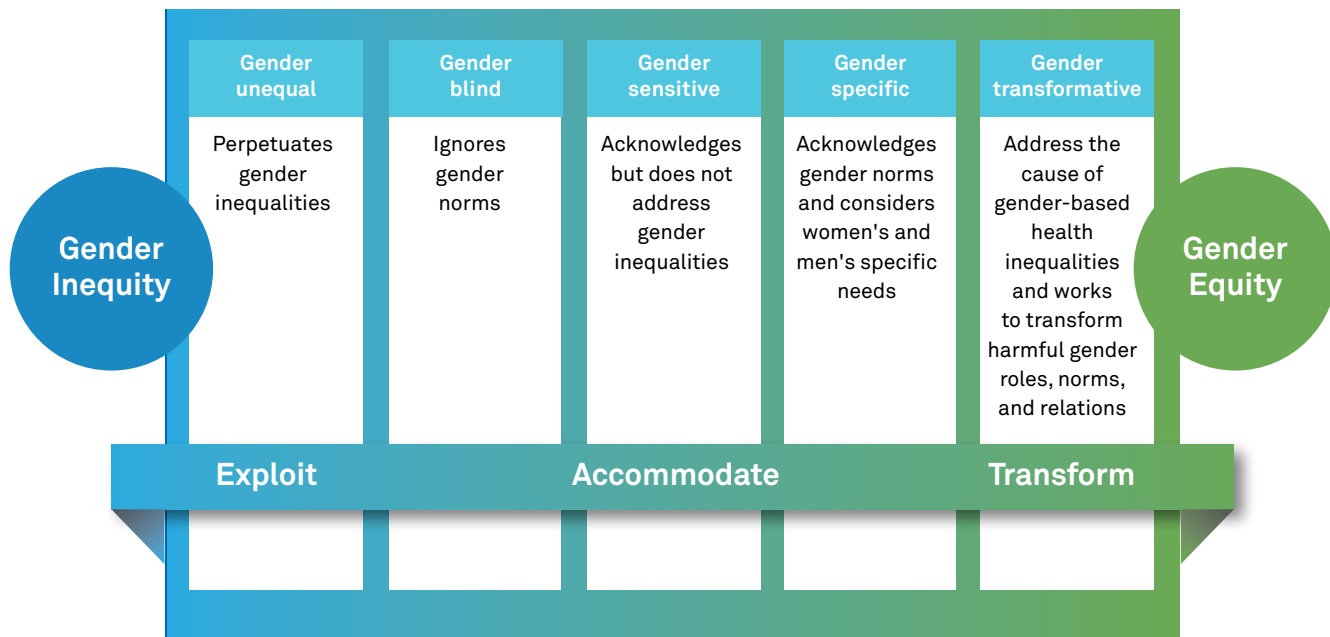 Gender
Inequity
Gender
unequal
Perpetuates
gender
inequalities
Gender
blind
Ignores
gender
norms
Gender
sensitive
Acknowledges
but does not
address
gender
inequalities
Gender
specific
Acknowledges
gender norms
and considers
women's and
men's specific
needs
Gender
transformative
Address the
cause of
gender-based
health
inequalities
and works
to transform
harmful gender
roles, norms,
and relations
Gender
Equity
Exploit
Accommodate
Transform